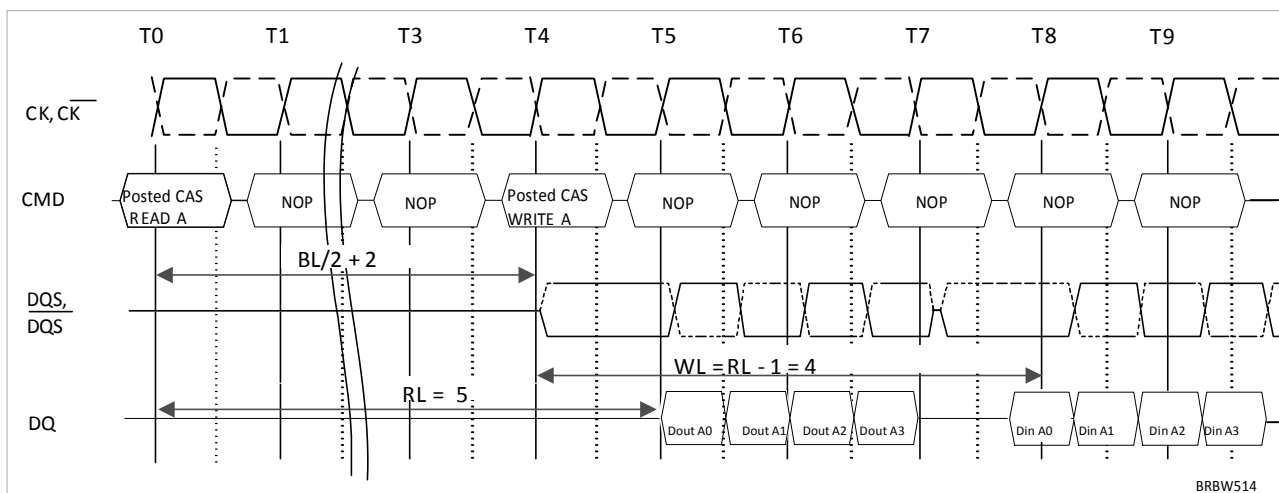 T0 T1 T3 T4 T5 T6 T7 T8 T9
CK, CK
CMD
Posted CAS
READ A
NOP
NOP
Posted CAS
WRITE A
NOP
NOP
NOP
NOP
NOP
BL/2 + 2
DQS,
DQS
WL = RL - 1 = 4
RL = 5
DQ
Dout A0 Dout A1 Dout A2 Dout A3 Din A0 Din A1 Din A2 Din A3
BRBW514